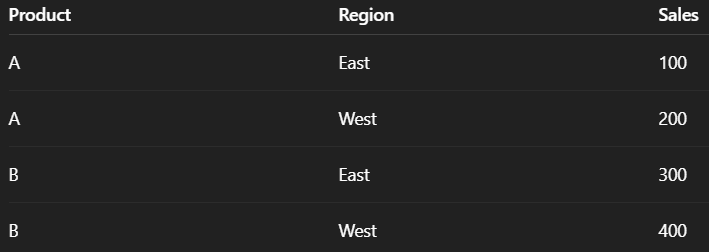 Product Region Sales
A East 100
A West 200
B East 300
B West 400